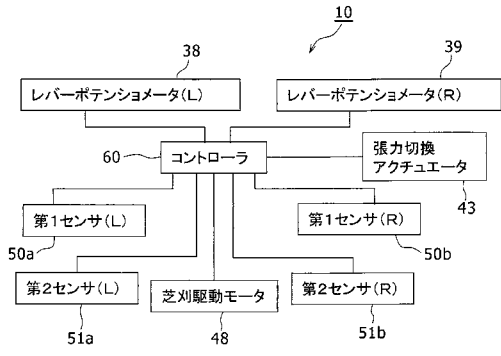 10
38
39
レバーポテンショメータ(L)
レバーポテンショメータ(R)
60
コントローラ
張力切換
アクチュエータ
43
第1センサ(L)
第1センサ(R)
50a
50b
第2センサ(L)
芝刈駆動モータ
第2センサ(R)
51a
48
51b